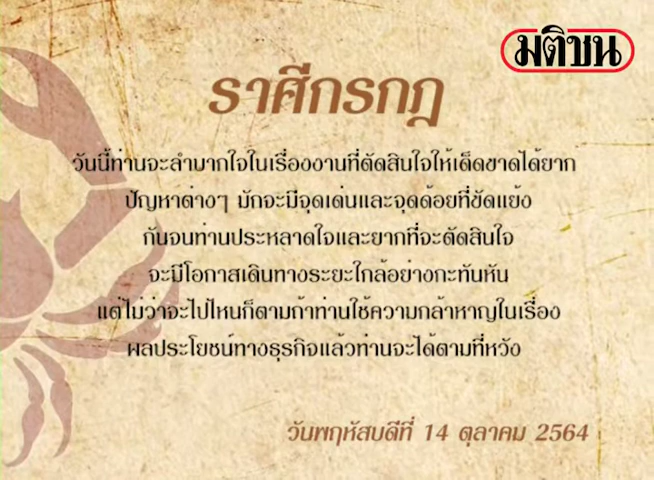 มติชน
ราศีกรกฎ
วันนี้ท่านจะลำบากใจในเรื่องงานที่ตัดสินใจให้เด็ดขาดได้ยาก
ปัญหาต่างๆ มักจะมีจุดเด่นและจุดด้อยที่ขัดแย้ง
กันจนท่านประหลาดใจและยากที่จะตัดสินใจ
จะมีโอกาสเดินทางระยะใกล้อย่างกะทันหัน
แต่ไม่ว่าจะไปไหนก็ตามถ้าท่านใช้ความกล้าหาญในเรื่อง
ผลประโยชน์ทางธุรกิจแล้วท่านจะได้ตามที่หวัง
วันพฤหัสบดีที่ 14 ตุลาคม 2564